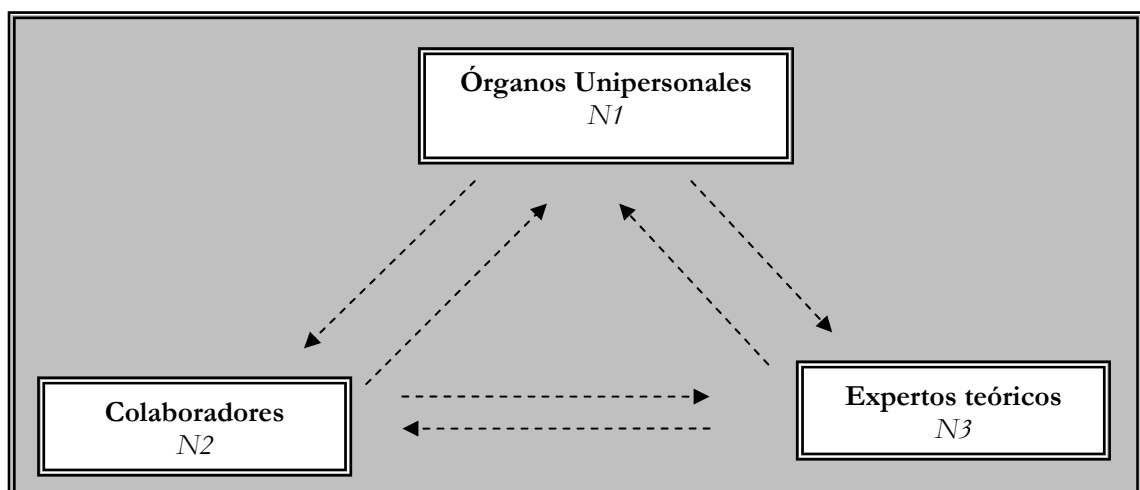 Órganos Unipersonales
N1
Colaboradores
N2
Expertos teóricos
N3